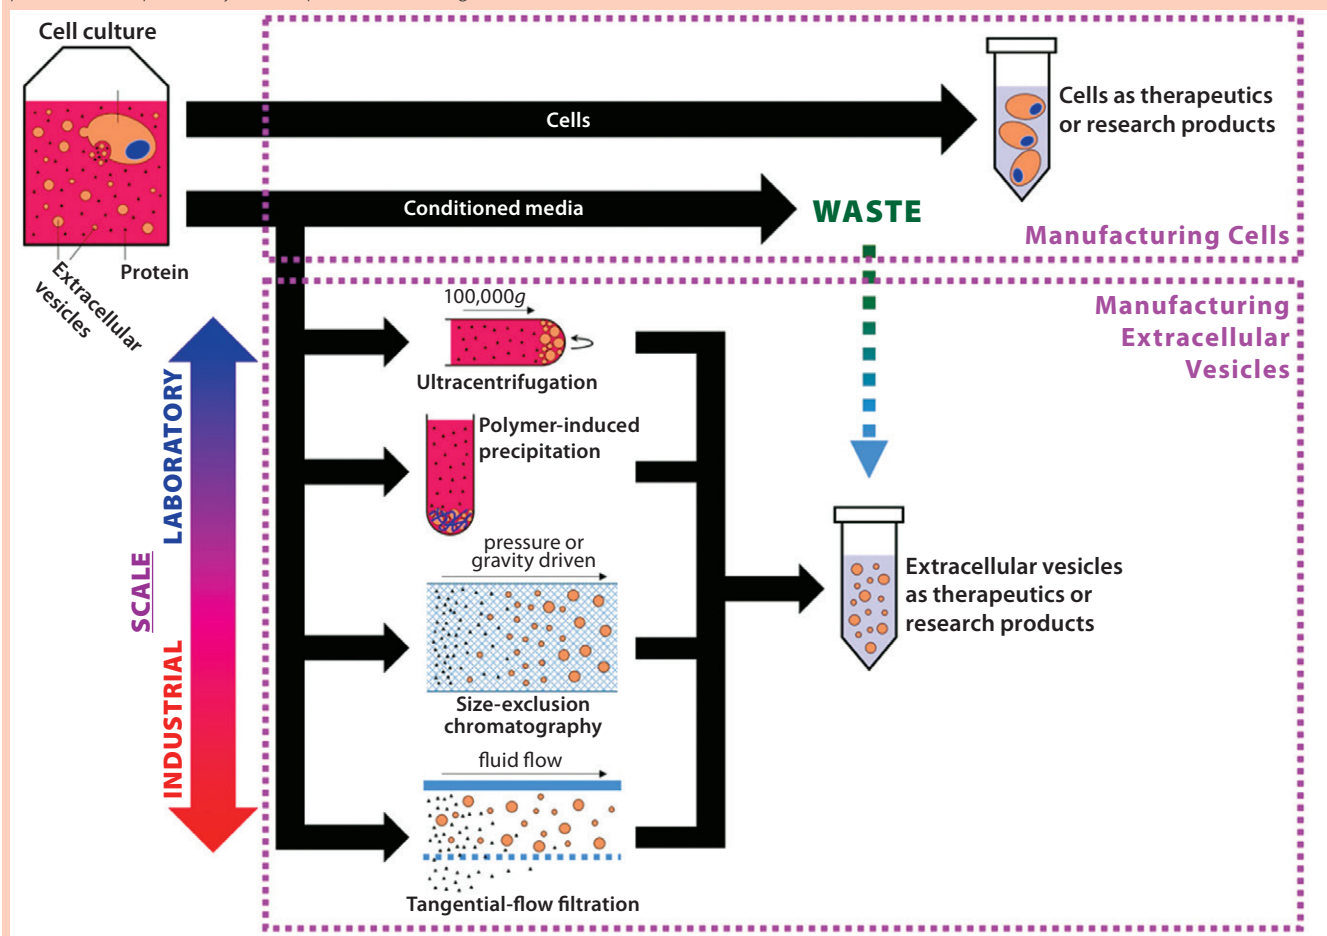 Cell culture
Cells
Cells as therapeutics
or research products
Conditioned media
WASTE
Manufacturing Cells
Extracellular
vesicles
Protein
Manufacturing
Extracellular
Vesicles
100,000g
Ultracentrifugation
Polymer-induced
precipitation
pressure or
gravity driven
Size-exclusion
chromatography
fluid flow
Tangential-flow filtration
Extracellular vesicles
as therapeutics or
research products
SCALE
LABORATORY
INDUSTRIAL